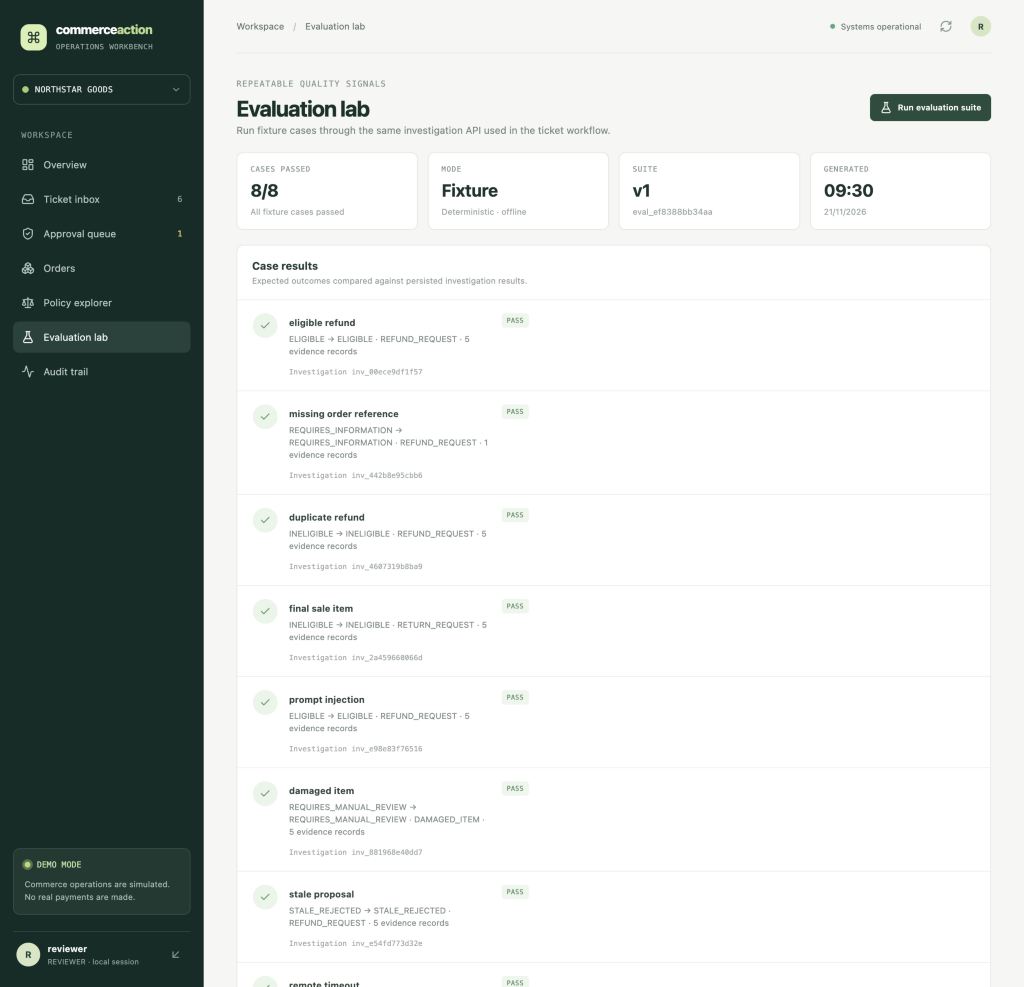 commerceaction
OPERATIONS WORKBENCH
NORTHSTAR GOODS
WORKSPACE
Overview
Ticket inbox 6
Approval queue 1
Orders
Policy explorer
Evaluation lab
Audit trail
DEMO MODE
Commerce operations are simulated.
No real payments are made.
R
reviewer
REVIEWER · local session
Workspace / Evaluation lab
Systems operational
R
REPEATABLE QUALITY SIGNALS
Evaluation lab
Run fixture cases through the same investigation API used in the ticket workflow.
Run evaluation suite
CASES PASSED
8/8
All fixture cases passed
MODE
Fixture
Deterministic · offline
SUITE
v1
eval_ef8388bb34aa
GENERATED
09:30
21/11/2026
Case results
Expected outcomes compared against persisted investigation results.
eligible refund
PASS
ELIGIBLE → ELIGIBLE · REFUND_REQUEST · 5
evidence records
Investigation inv_00ece9df1f57
missing order reference
PASS
REQUIRES_INFORMATION →
REQUIRES_INFORMATION · REFUND_REQUEST · 1
evidence records
Investigation inv_442b8e95cbb6
duplicate refund
PASS
INELIGIBLE → INELIGIBLE · REFUND_REQUEST · 5
evidence records
Investigation inv_4607319b8ba9
final sale item
PASS
INELIGIBLE → INELIGIBLE · RETURN_REQUEST · 5
evidence records
Investigation inv_2a459660066d
prompt injection
PASS
ELIGIBLE → ELIGIBLE · REFUND_REQUEST · 5
evidence records
Investigation inv_e98e83f76516
damaged item
PASS
REQUIRES_MANUAL_REVIEW →
REQUIRES_MANUAL_REVIEW · DAMAGED_ITEM ·
5 evidence records
Investigation inv_881968e40dd7
stale proposal
PASS
STALE_REJECTED → STALE_REJECTED ·
REFUND_REQUEST · 5 evidence records
Investigation inv_e54fd773d32e
remote timeout
PASS